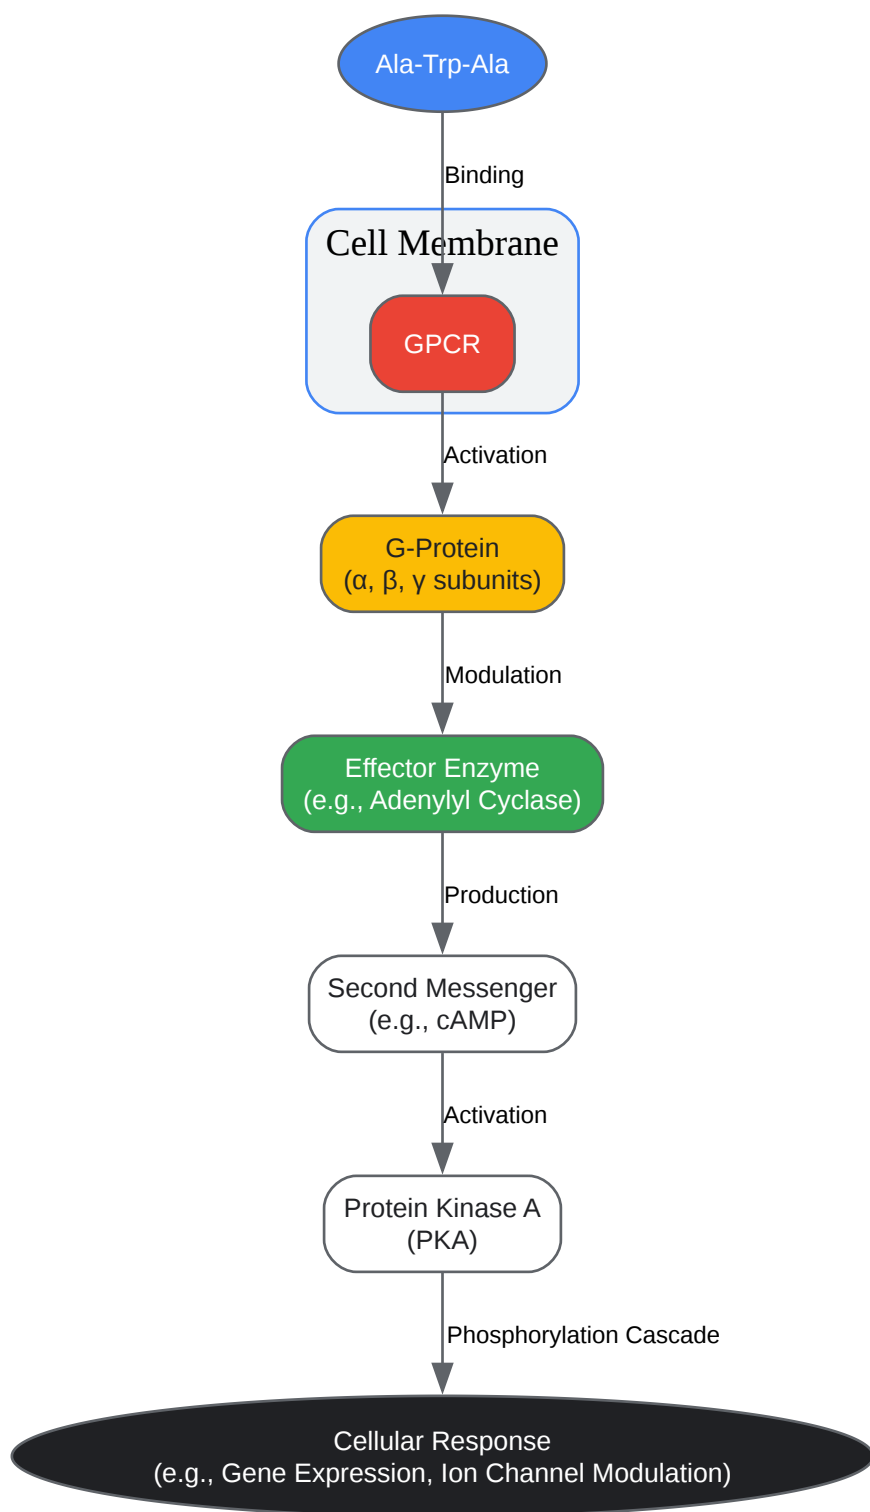 Ala-Trp-Ala
Binding
Cell Membrane
GPCR
Activation
G-Protein
(α, β, γ subunits)
Modulation
Effector Enzyme
(e.g., Adenylyl Cyclase)
Production
Second Messenger
(e.g., cAMP)
Activation
Protein Kinase A
(PKA)
Phosphorylation Cascade
Cellular Response
(e.g., Gene Expression, Ion Channel Modulation)